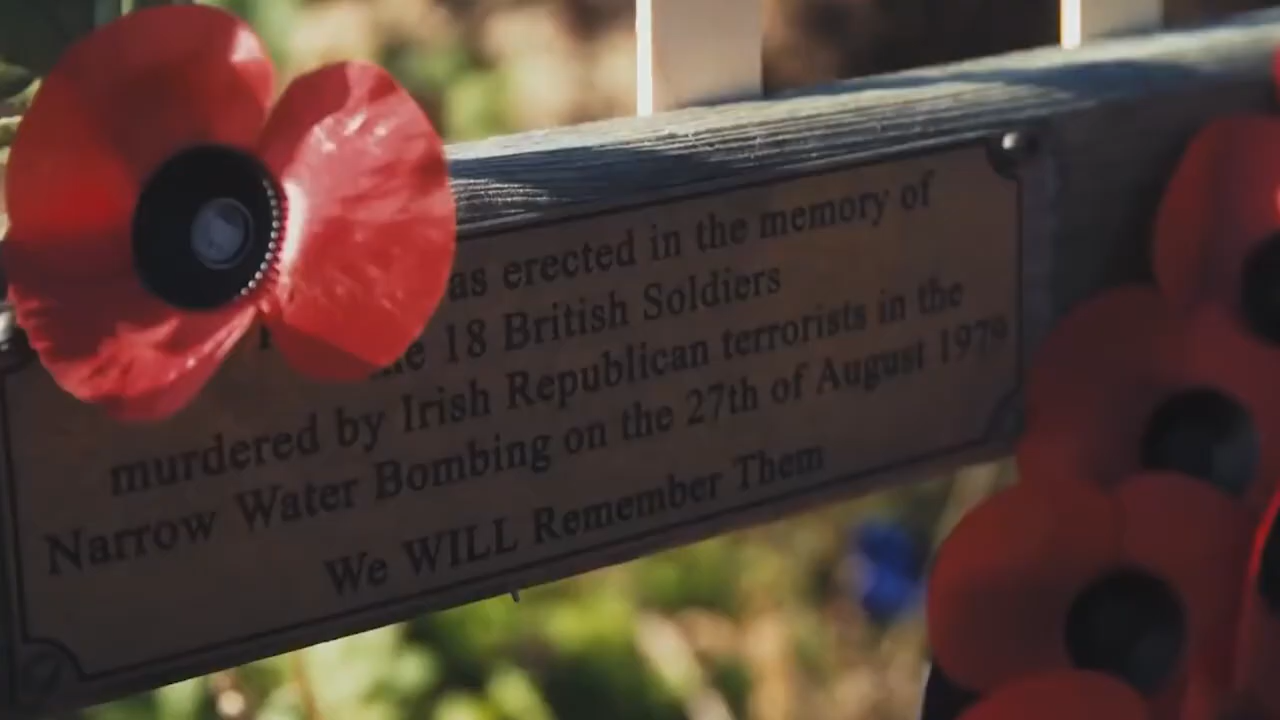 as erected in the memory of
18 British Soldiers
murdered by Irish Republican terrorists in the
Narrow Water Bombing on the 27th of August 1979
We WILL Remember Them